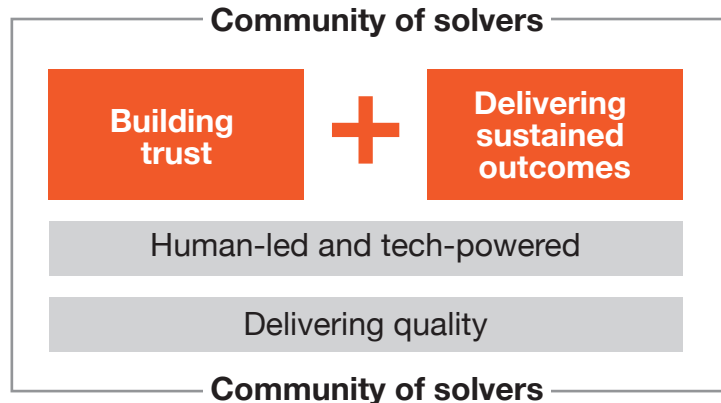 Community of solvers
Building
trust
+
Delivering
sustained
outcomes
Human-led and tech-powered
Delivering quality
Community of solvers